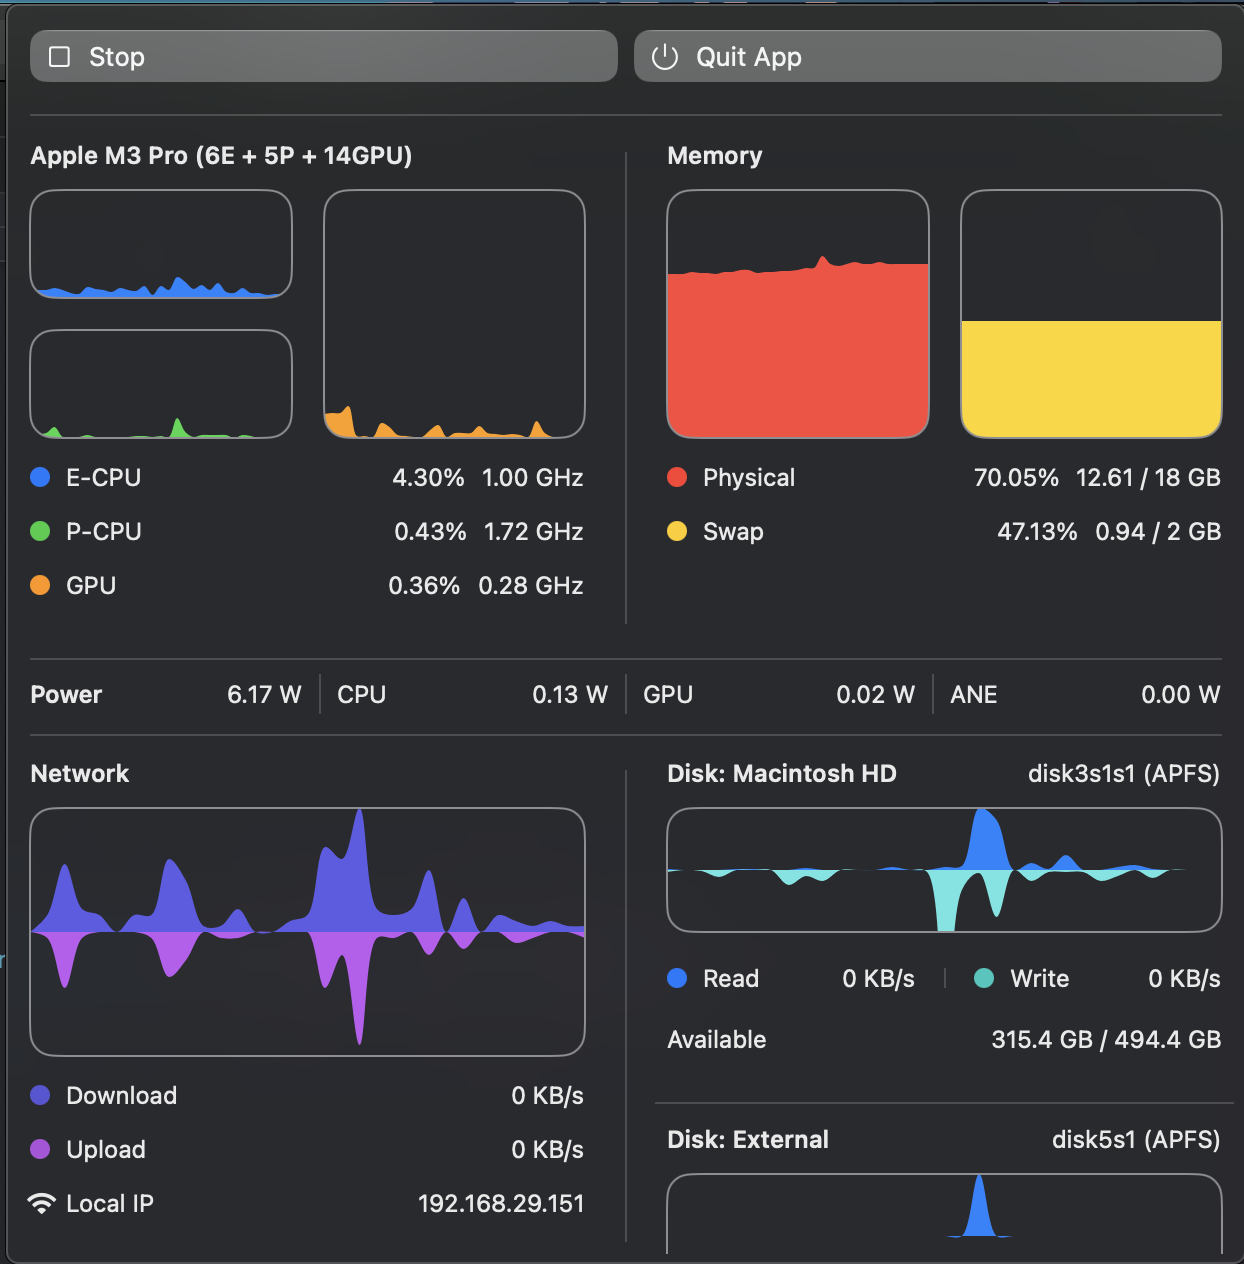 Stop
Quit App
Apple M3 Pro (6E + 5P + 14GPU)
E-CPU 4.30% 1.00 GHz
P-CPU 0.43% 1.72 GHz
GPU 0.36% 0.28 GHz
Memory
Physical 70.05% 12.61 / 18 GB
Swap 47.13% 0.94 / 2 GB
Power 6.17 W CPU 0.13 W GPU 0.02 W ANE 0.00 W
Network
Download 0 KB/s
Upload 0 KB/s
Local IP 192.168.29.151
Disk: Macintosh HD disk3s1s1 (APFS)
Read 0 KB/s Write 0 KB/s
Available 315.4 GB / 494.4 GB
Disk: External disk5s1 (APFS)